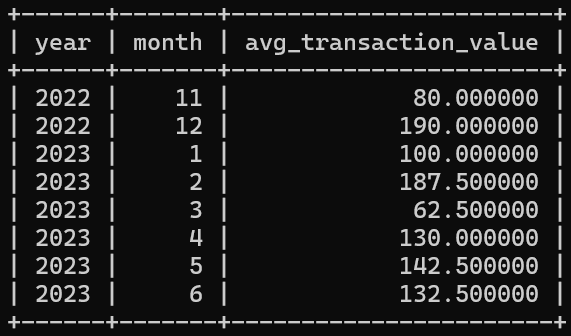 +------+-------+-----------------------+
| year | month | avg_transaction_value |
+------+-------+-----------------------+
| 2022 |    11 |             80.000000 |
| 2022 |    12 |            190.000000 |
| 2023 |     1 |            100.000000 |
| 2023 |     2 |            187.500000 |
| 2023 |     3 |             62.500000 |
| 2023 |     4 |            130.000000 |
| 2023 |     5 |            142.500000 |
| 2023 |     6 |            132.500000 |
+------+-------+-----------------------+